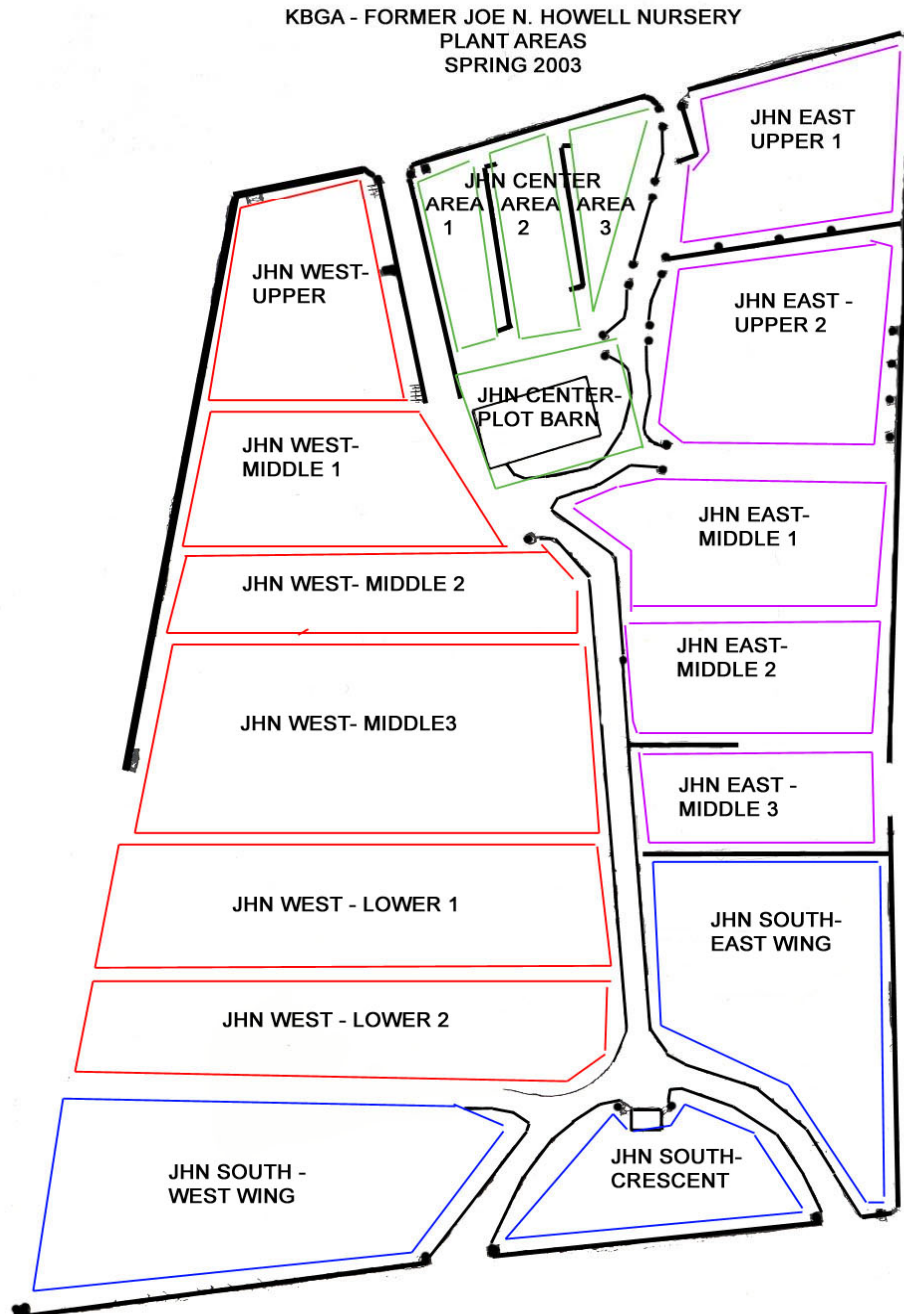 KBGA - FORMER JOE N. HOWELL NURSERY
PLANT AREAS
SPRING 2003
JHN EAST
UPPER 1
JHN CENTER
AREA AREA AREA
1 2 3
JHN WEST-
UPPER
JHN EAST -
UPPER 2
JHN CENTER-
PLOT BARN
JHN WEST-
MIDDLE 1
JHN EAST-
MIDDLE 1
JHN WEST- MIDDLE 2
JHN EAST-
MIDDLE 2
JHN WEST- MIDDLE3
JHN EAST -
MIDDLE 3
JHN WEST - LOWER 1
JHN SOUTH-
EAST WING
JHN WEST - LOWER 2
JHN SOUTH -
WEST WING
JHN SOUTH-
CRESCENT